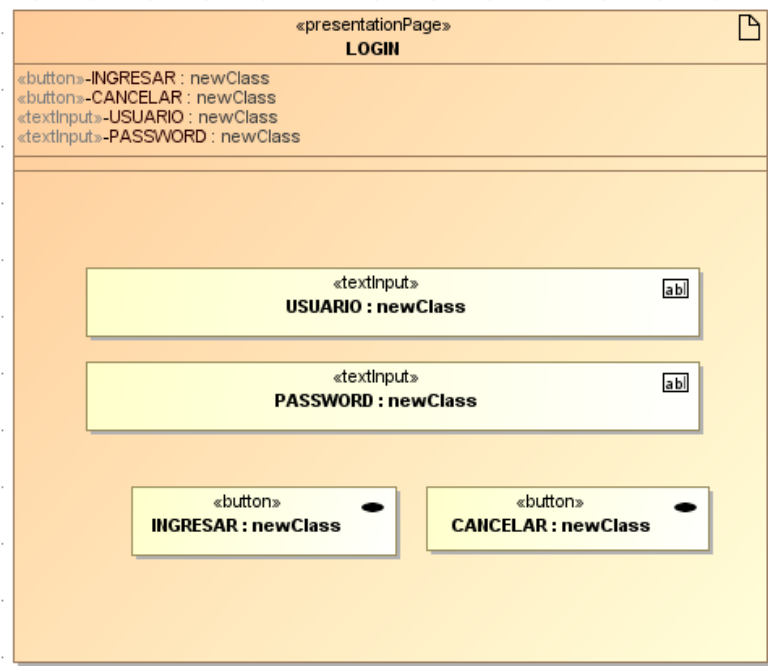 «presentationPage»
LOGIN
«button»-INGRESAR : newClass
«button»-CANCELAR : newClass
«textInput»-USUARIO : newClass
«textInput»-PASSWORD : newClass
«textInput»
USUARIO : newClass
abl
«textInput»
PASSWORD : newClass
abl
«button»
INGRESAR : newClass
«button»
CANCELAR : newClass